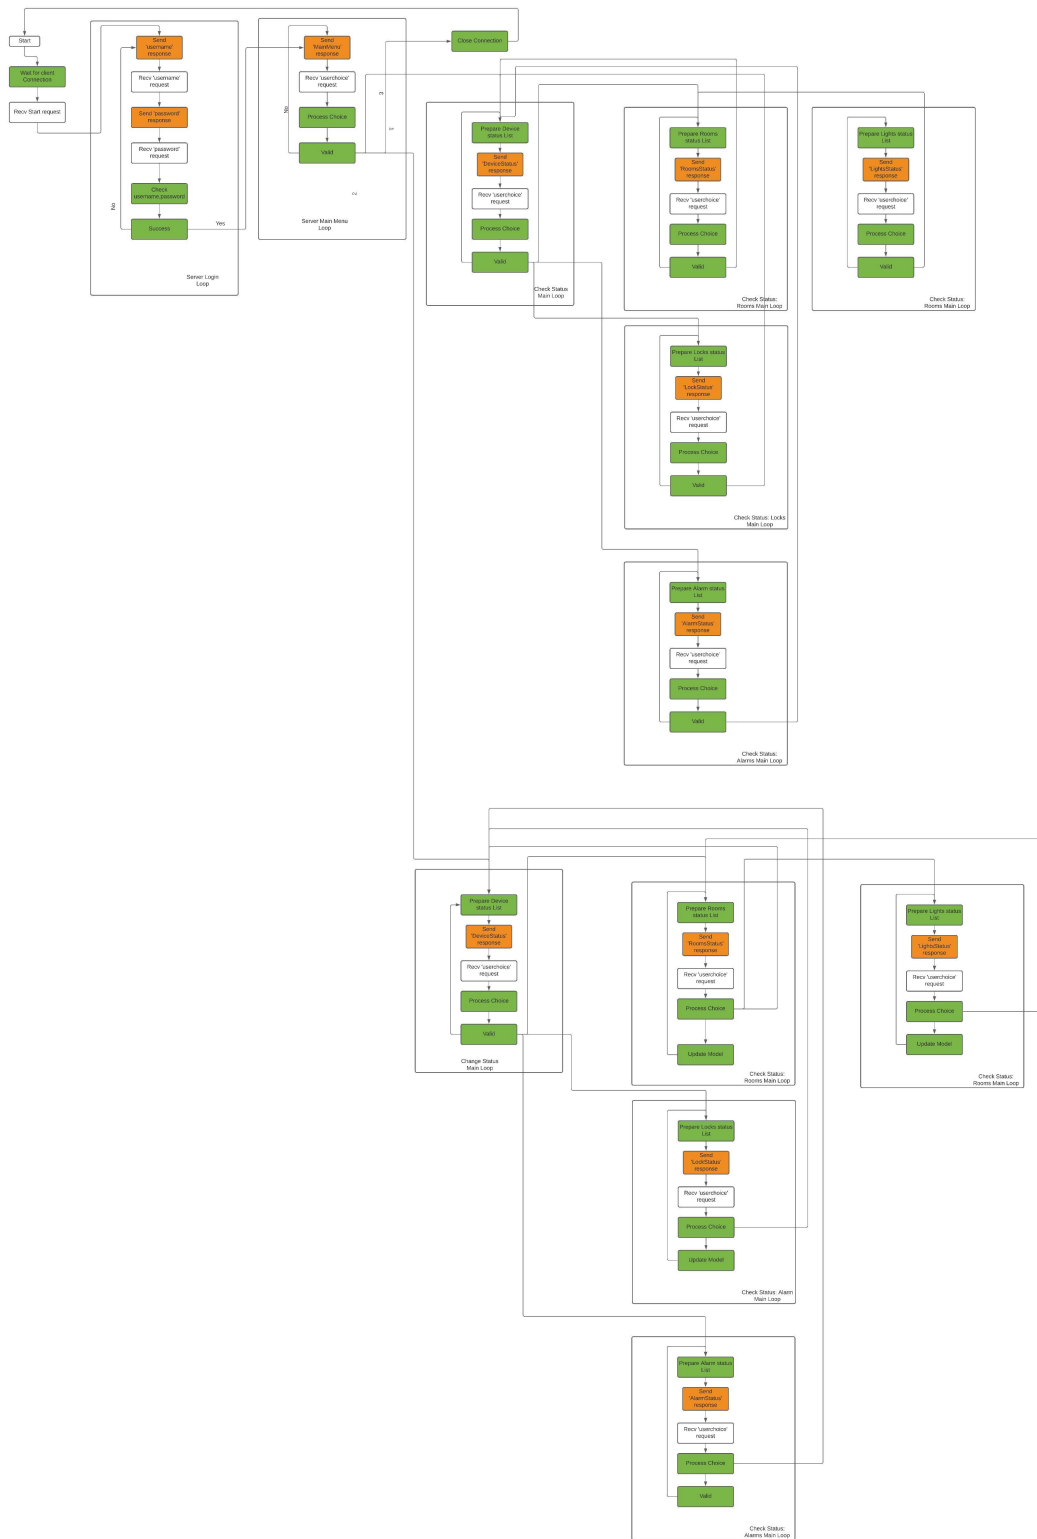 Start
Wait for client
Connection
Recv Start request
Send
'username'
response
Recv 'username'
request
Send 'password'
response
Recv 'password'
request
Check
username,password
Success
No
Yes
Server Login
Loop
Send
'MainMenu'
response
Recv 'userchoice'
request
Process Choice
Valid
No
3
1
2
Server Main Menu
Loop
Close Connection
Prepare Device
status List
Send
'DeviceStatus'
response
Recv 'userchoice'
request
Process Choice
Valid
Check Status
Main Loop
Prepare Rooms
status List
Send
'RoomsStatus'
response
Recv 'userchoice'
request
Process Choice
Valid
Check Status:
Rooms Main Loop
Prepare Lights status
List
Send
'LightsStatus'
response
Recv 'userchoice'
request
Process Choice
Valid
Check Status:
Rooms Main Loop
Prepare Locks status
List
Send
'LockStatus'
response
Recv 'userchoice'
request
Process Choice
Valid
Check Status: Locks
Main Loop
Prepare Alarm status
List
Send
'AlarmStatus'
response
Recv 'userchoice'
request
Process Choice
Valid
Check Status:
Alarms Main Loop
Prepare Device
status List
Send
'DeviceStatus'
response
Recv 'userchoice'
request
Process Choice
Valid
Change Status
Main Loop
Prepare Rooms
status List
Send
'RoomsStatus'
response
Recv 'userchoice'
request
Process Choice
Update Model
Check Status:
Rooms Main Loop
Prepare Lights status
List
Send
'LightsStatus'
response
Recv 'userchoice'
request
Process Choice
Update Model
Check Status:
Rooms Main Loop
Prepare Locks status
List
Send
'LockStatus'
response
Recv 'userchoice'
request
Process Choice
Update Model
Check Status: Alarm
Main Loop
Prepare Alarm status
List
Send
'AlarmStatus'
response
Recv 'userchoice'
request
Process Choice
Valid
Check Status:
Alarms Main Loop